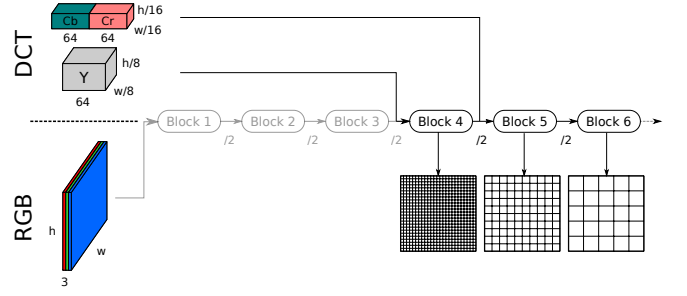 DCT
Cb Cr
h/16
w/16
64 64
Y
h/8
w/8
64
Block 1 Block 2 Block 3 Block 4 Block 5 Block 6
/2 /2 /2 /2 /2
RGB
h
w
3